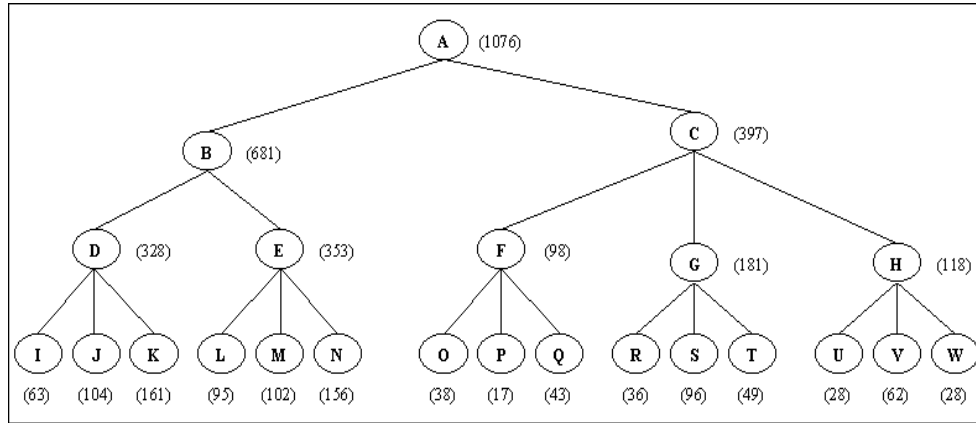 A (1076)
B (681)
C (397)
D (328)
E (353)
F (98)
G (181)
H (118)
I J K L M N O P Q R S T U V W
(63) (104) (161) (95) (102) (156) (38) (17) (43) (36) (96) (49) (28) (62) (28)